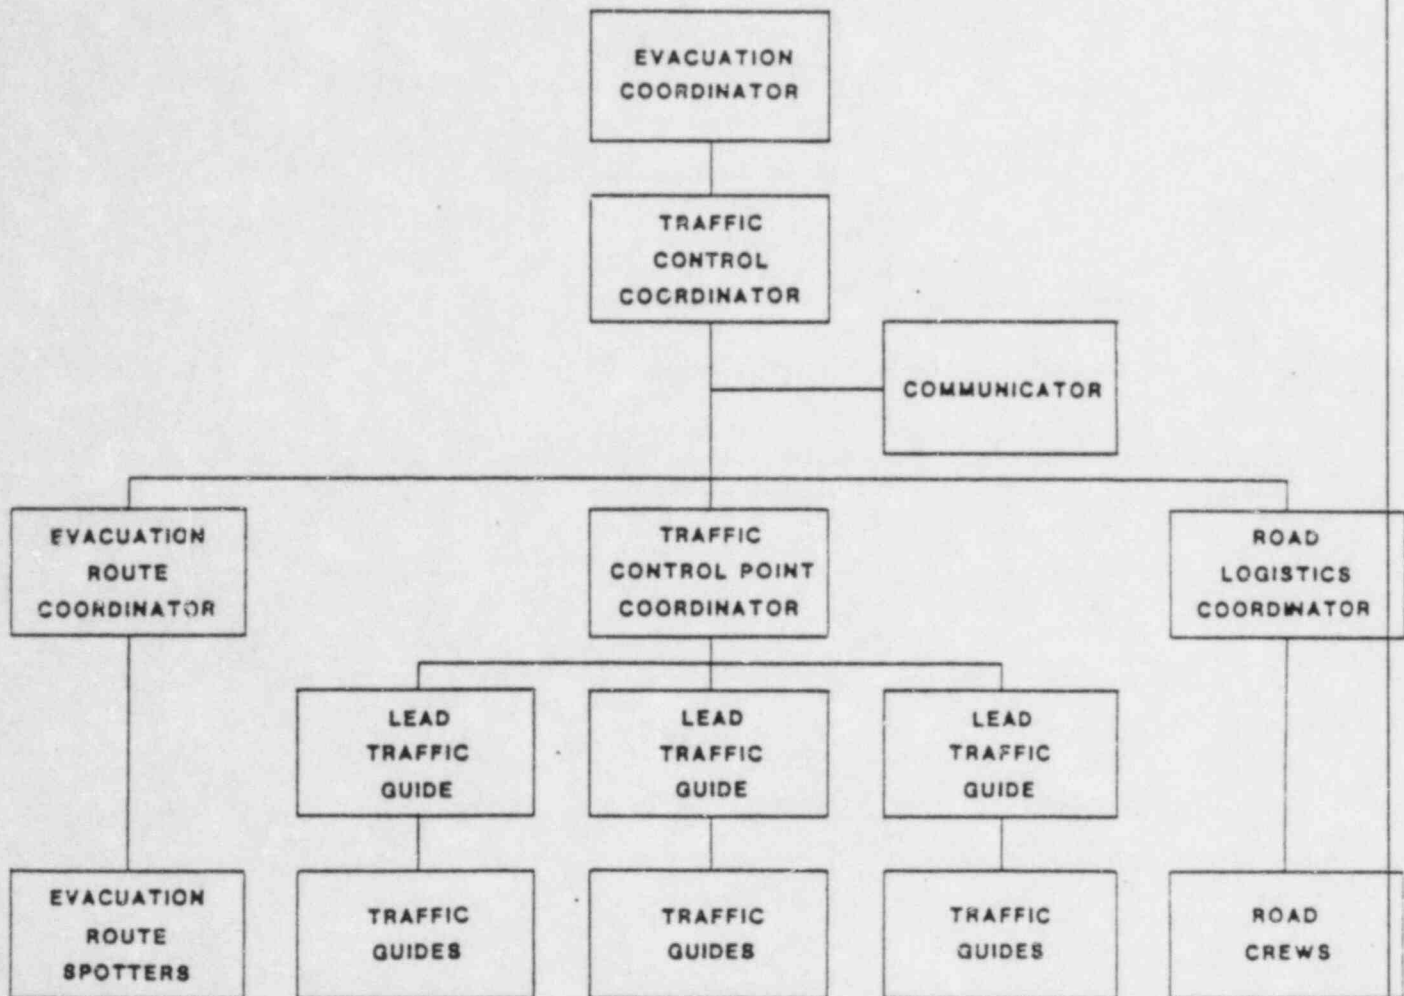 EVACUATION
COORDINATOR
TRAFFIC
CONTROL
COORDINATOR
COMMUNICATOR
EVACUATION
ROUTE
COORDINATOR
TRAFFIC
CONTROL POINT
COORDINATOR
ROAD
LOGISTICS
COORDINATOR
LEAD
TRAFFIC
GUIDE
LEAD
TRAFFIC
GUIDE
LEAD
TRAFFIC
GUIDE
EVACUATION
ROUTE
SPOTTERS
TRAFFIC
GUIDES
TRAFFIC
GUIDES
TRAFFIC
GUIDES
ROAD
CREWS